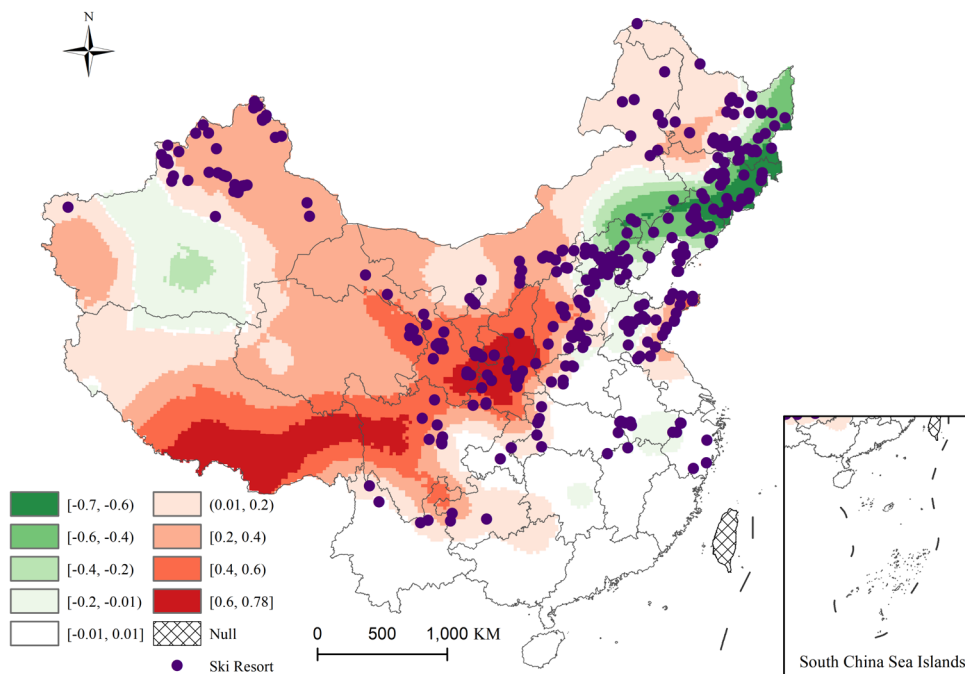 N
[-0.7, -0.6)
(0.01, 0.2)
[-0.6, -0.4)
[0.2, 0.4)
[-0.4, -0.2)
[0.4, 0.6)
[-0.2, -0.01)
[0.6, 0.78]
[-0.01, 0.01]
Null
Ski Resort
0 500 1,000 KM
South China Sea Islands